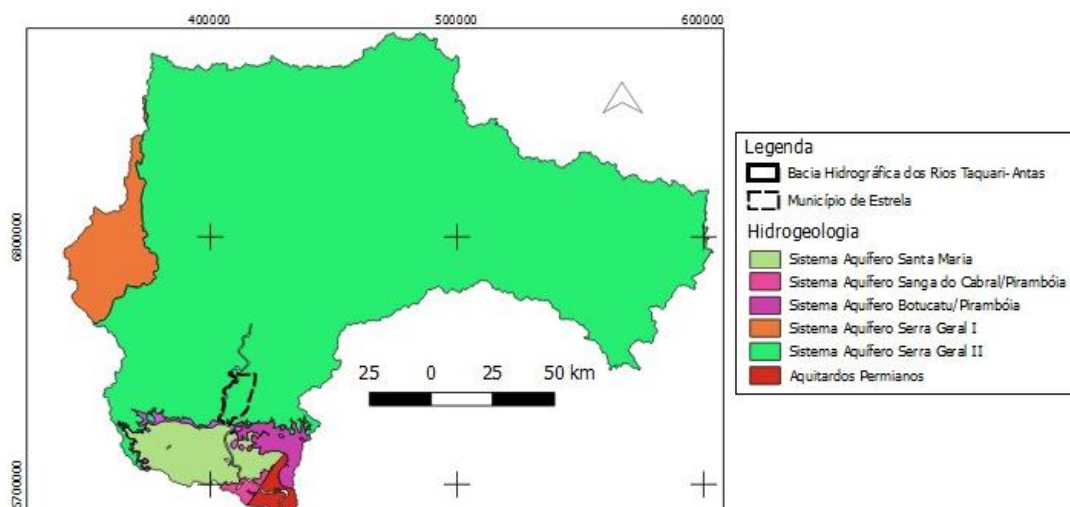 400000 500000 600000
6800000
6700000
25 0 25 50 km
Legenda
Bacia Hidrográfica dos Rios Taquari-Antas
Município de Estrela
Hidrogeologia
Sistema Aquífero Santa Maria
Sistema Aquífero Sanga do Cabral/Pirambóia
Sistema Aquífero Botucatu/Pirambóia
Sistema Aquífero Serra Geral I
Sistema Aquífero Serra Geral II
Aquitardos Permianos